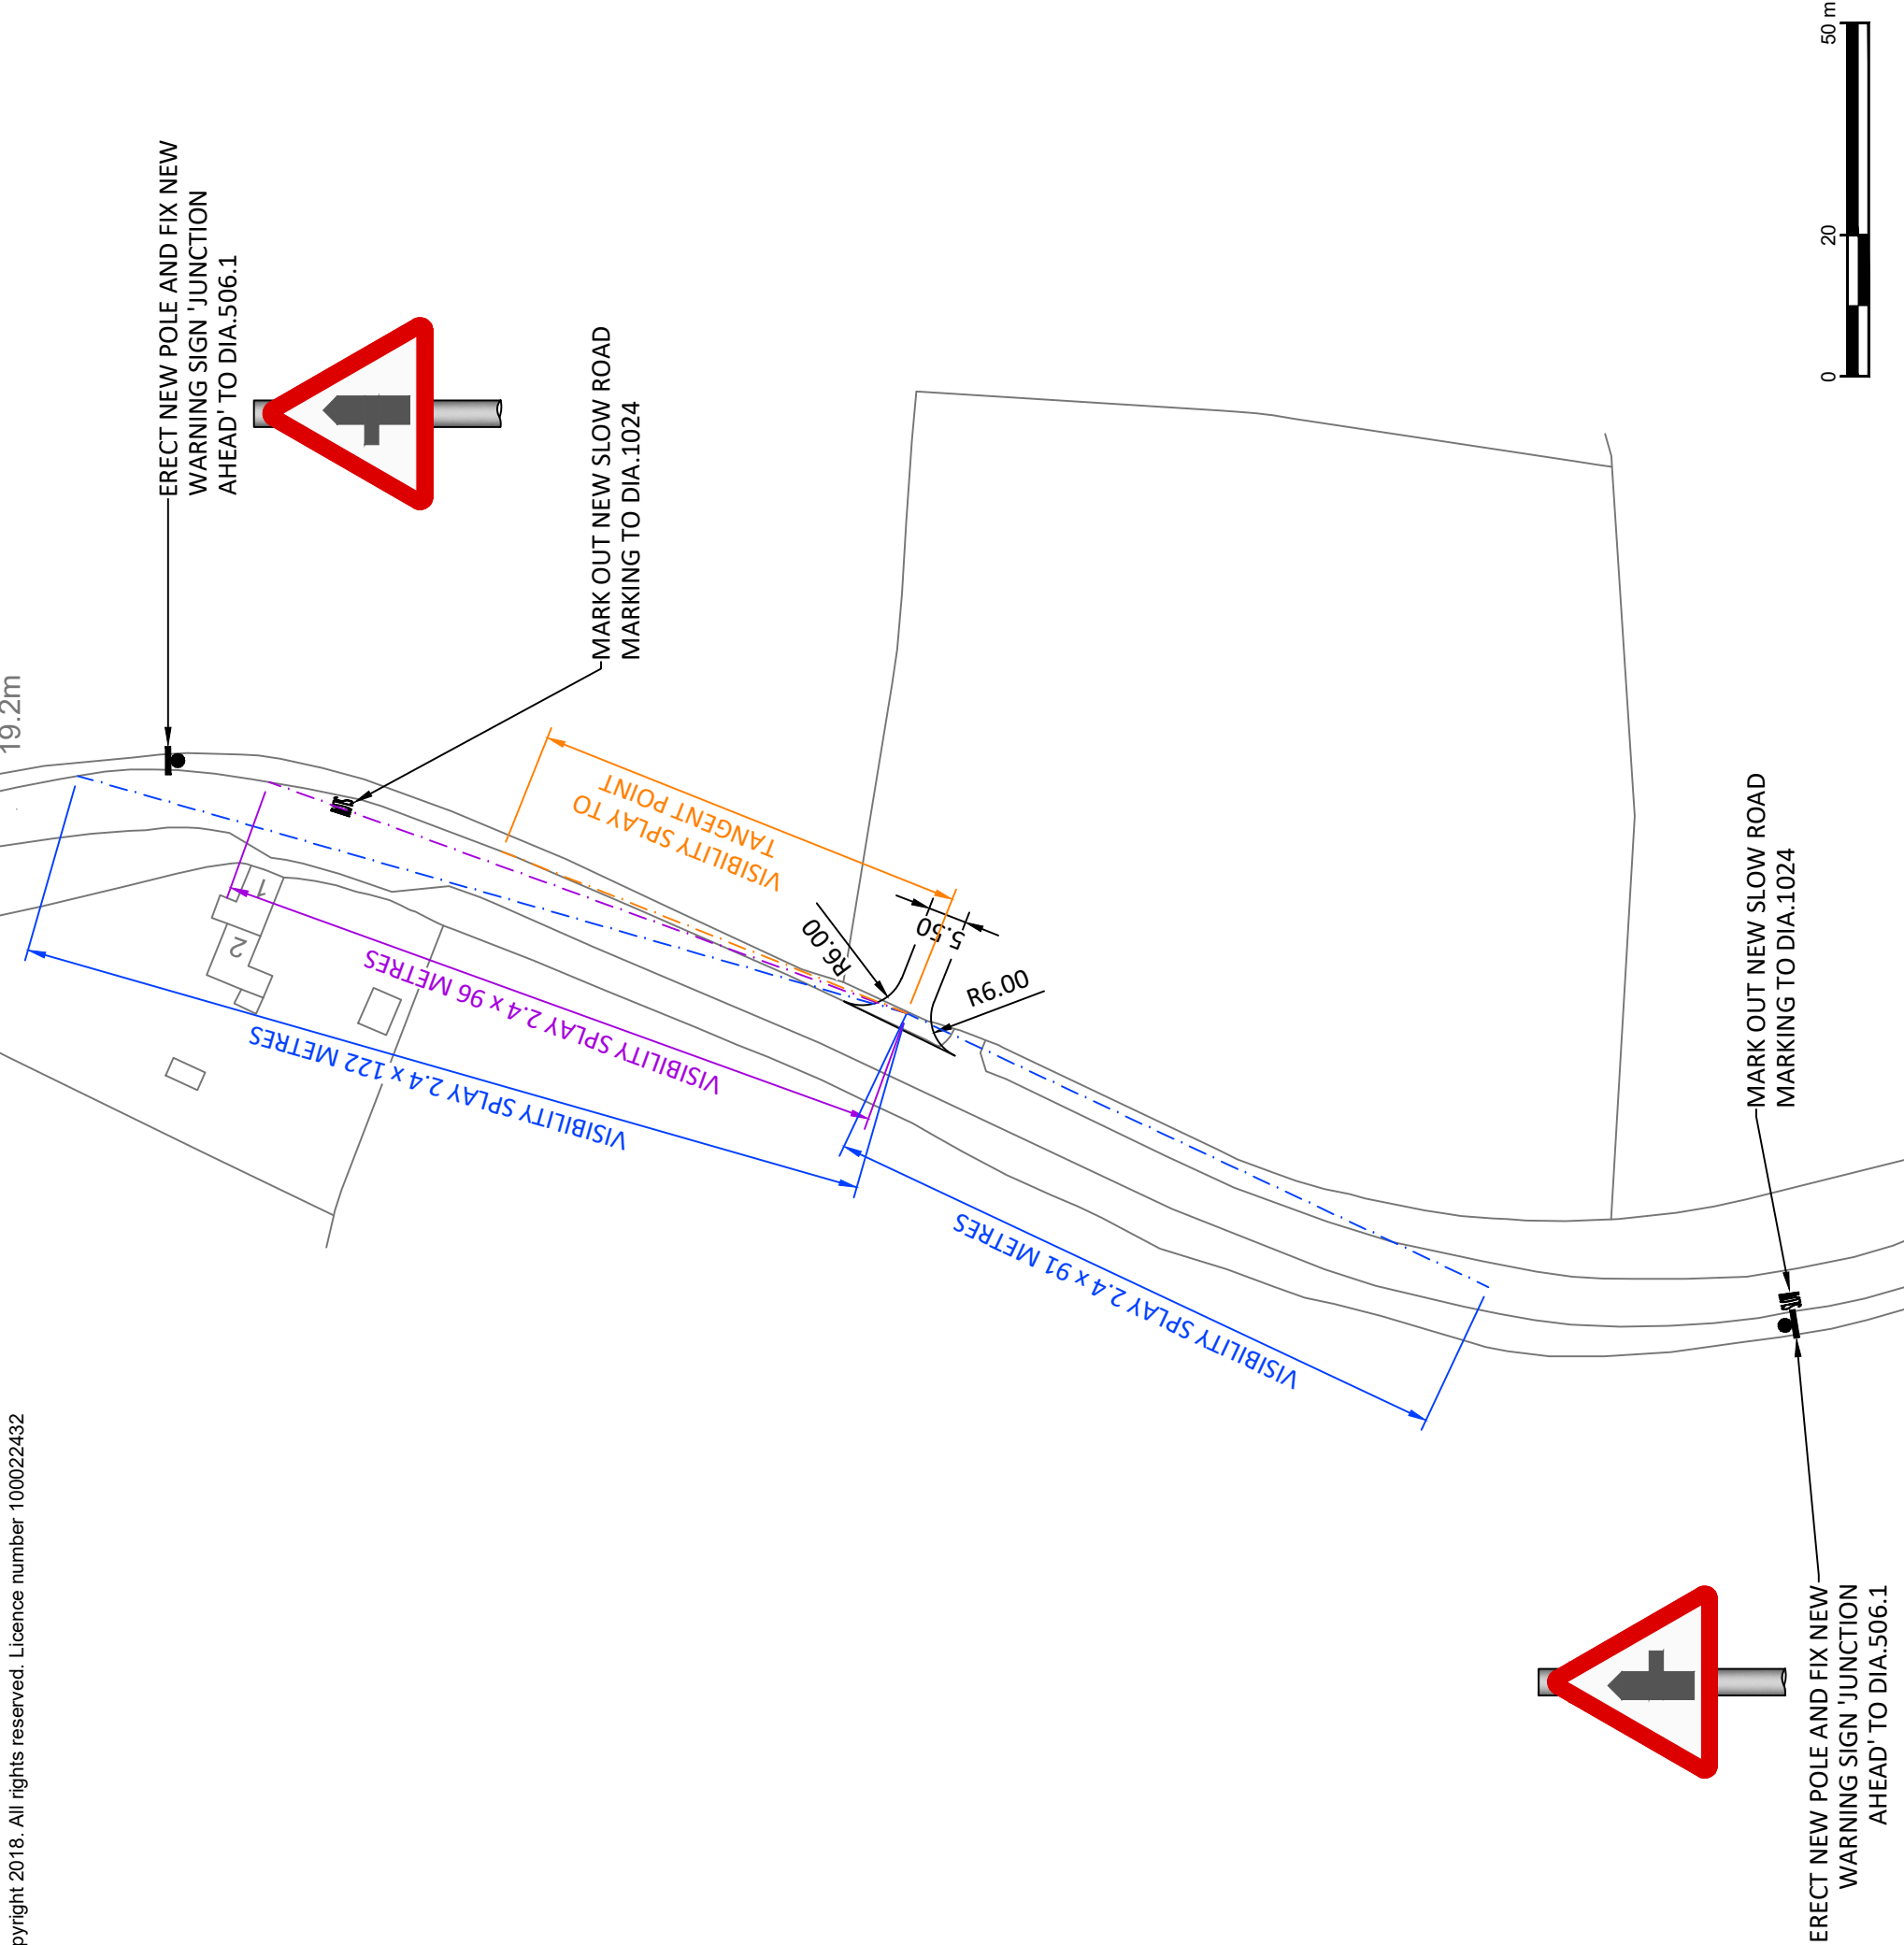 19.2m
ERECT NEW POLE AND FIX NEW
WARNING SIGN 'JUNCTION
AHEAD' TO DIA.506.1
MARK OUT NEW SLOW ROAD
MARKING TO DIA.1024
SLOW
1
2
VISIBILITY SPLAY TO
TANGENT POINT
VISIBILITY SPLAY 2.4 x 96 METRES
VISIBILITY SPLAY 2.4 x 122 METRES
VISIBILITY SPLAY 2.4 x 91 METRES
R6.00
5.50
R6.00
MARK OUT NEW SLOW ROAD
MARKING TO DIA.1024
SLOW
ERECT NEW POLE AND FIX NEW
WARNING SIGN 'JUNCTION
AHEAD' TO DIA.506.1
0 20 50 m
pyright 2018. All rights reserved. Licence number 100022432